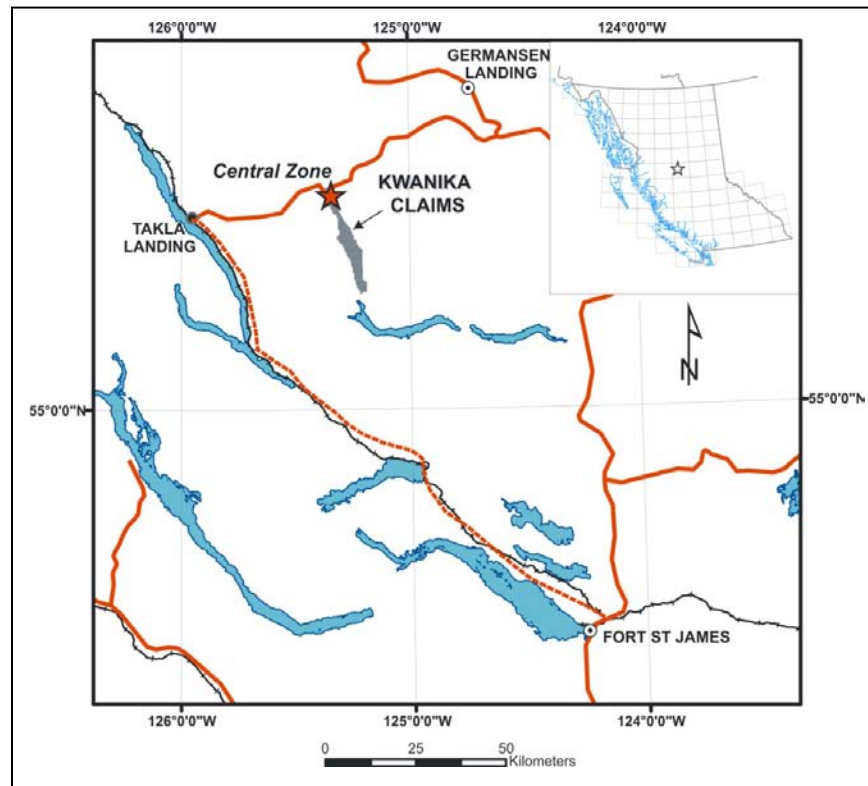 126°0'0"W
125°0'0"W
124°0'0"W
GERMANSEN
LANDING
Central Zone
KWANIKA
CLAIMS
TAKLA
LANDING
N
55°0'0"N
55°0'0"N
FORT ST JAMES
126°0'0"W
125°0'0"W
124°0'0"W
0 25 50
Kilometers